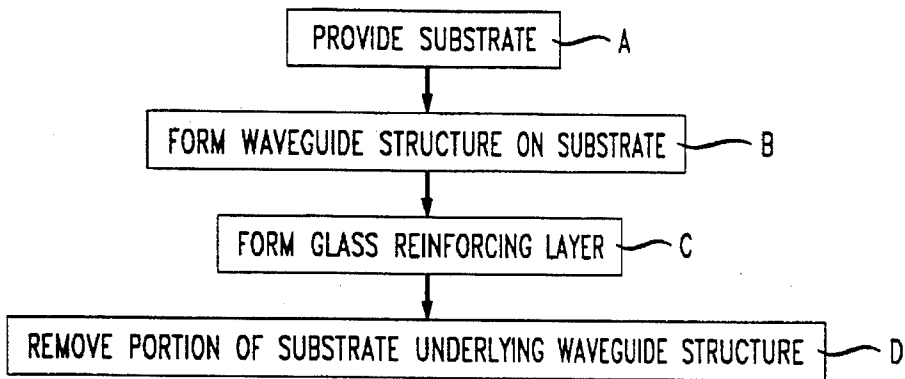 PROVIDE SUBSTRATE A
FORM WAVEGUIDE STRUCTURE ON SUBSTRATE B
FORM GLASS REINFORCING LAYER C
REMOVE PORTION OF SUBSTRATE UNDERLYING WAVEGUIDE STRUCTURE D